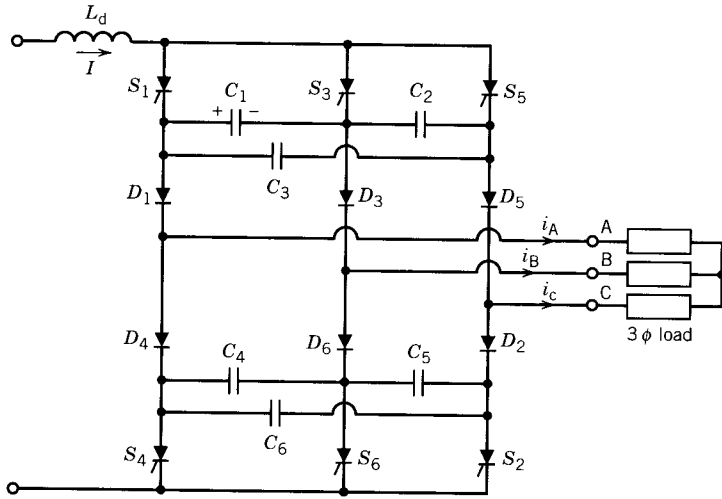 L_d
I
S_1 C_1 S_3 C_2 S_5
+ −
C_3
D_1 D_3 D_5
i_A A
i_B B
i_c C
3 ϕ load
D_4 D_6 D_2
C_4 C_5
C_6
S_4 S_6 S_2